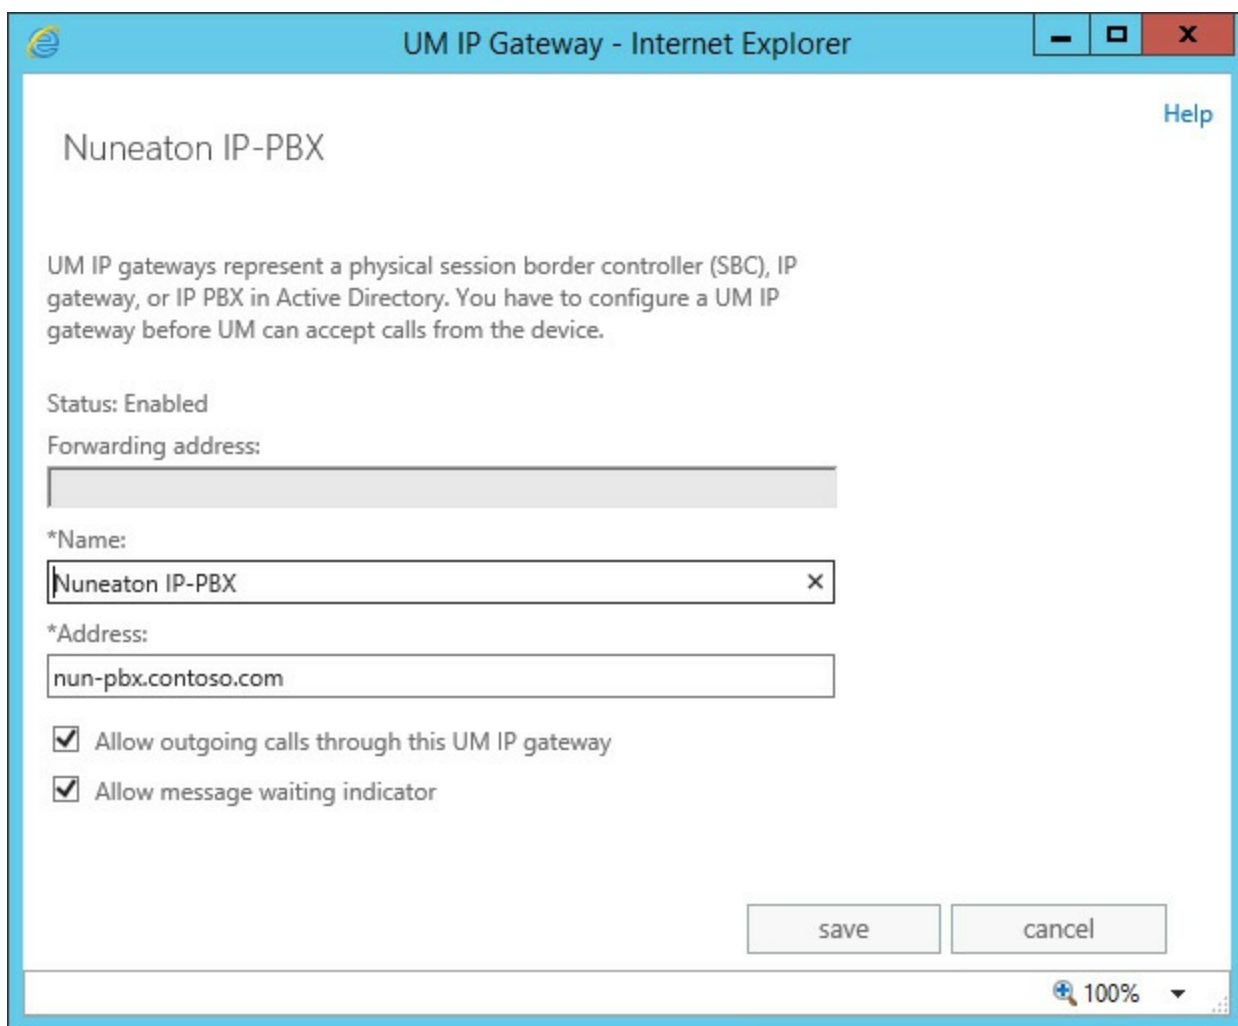 UM IP Gateway - Internet Explorer
Help
Nuneaton IP-PBX
UM IP gateways represent a physical session border controller (SBC), IP
gateway, or IP PBX in Active Directory. You have to configure a UM IP
gateway before UM can accept calls from the device.
Status: Enabled
Forwarding address:
*Name:
Nuneaton IP-PBX
*Address:
nun-pbx.contoso.com
Allow outgoing calls through this UM IP gateway
Allow message waiting indicator
save cancel
100%